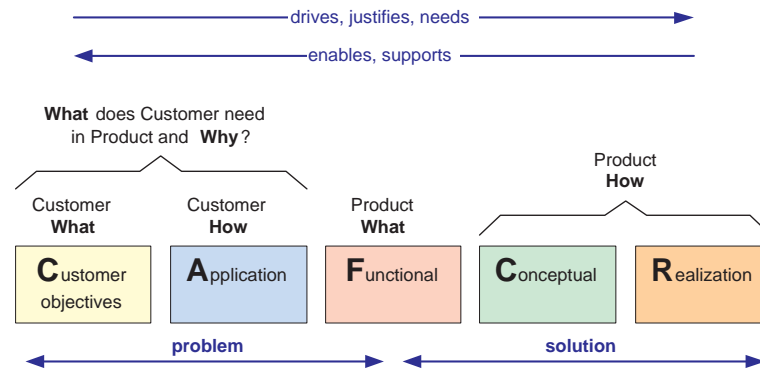 drives, justifies, needs
enables, supports
What does Customer need
in Product and Why?
Product
How
Customer
What
Customer
How
Product
What
Customer
objectives
Application
Functional
Conceptual
Realization
problem
solution